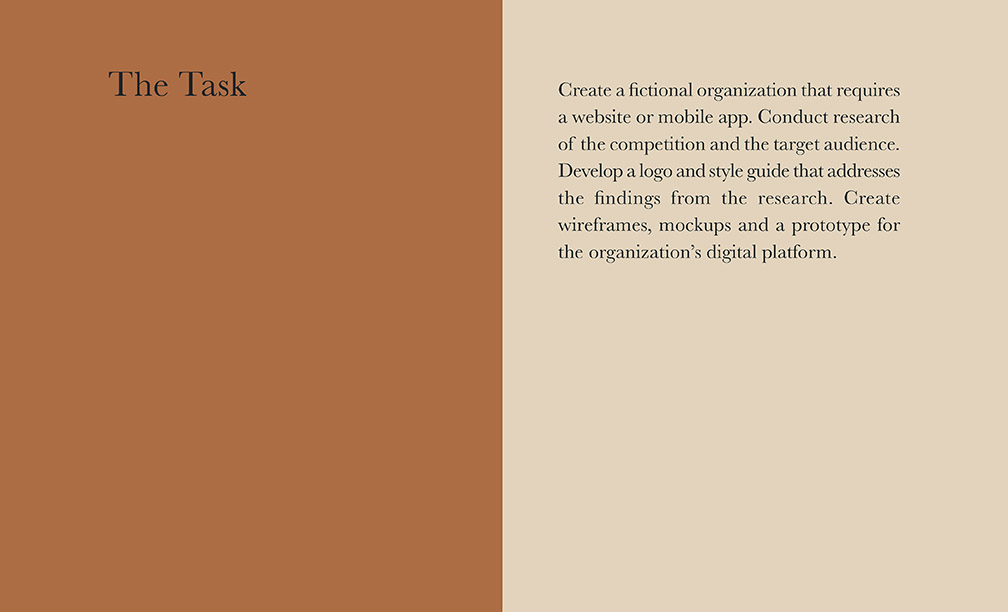 The Task
Create a fictional organization that requires
a website or mobile app. Conduct research
of the competition and the target audience.
Develop a logo and style guide that addresses
the findings from the research. Create
wireframes, mockups and a prototype for
the organization’s digital platform.